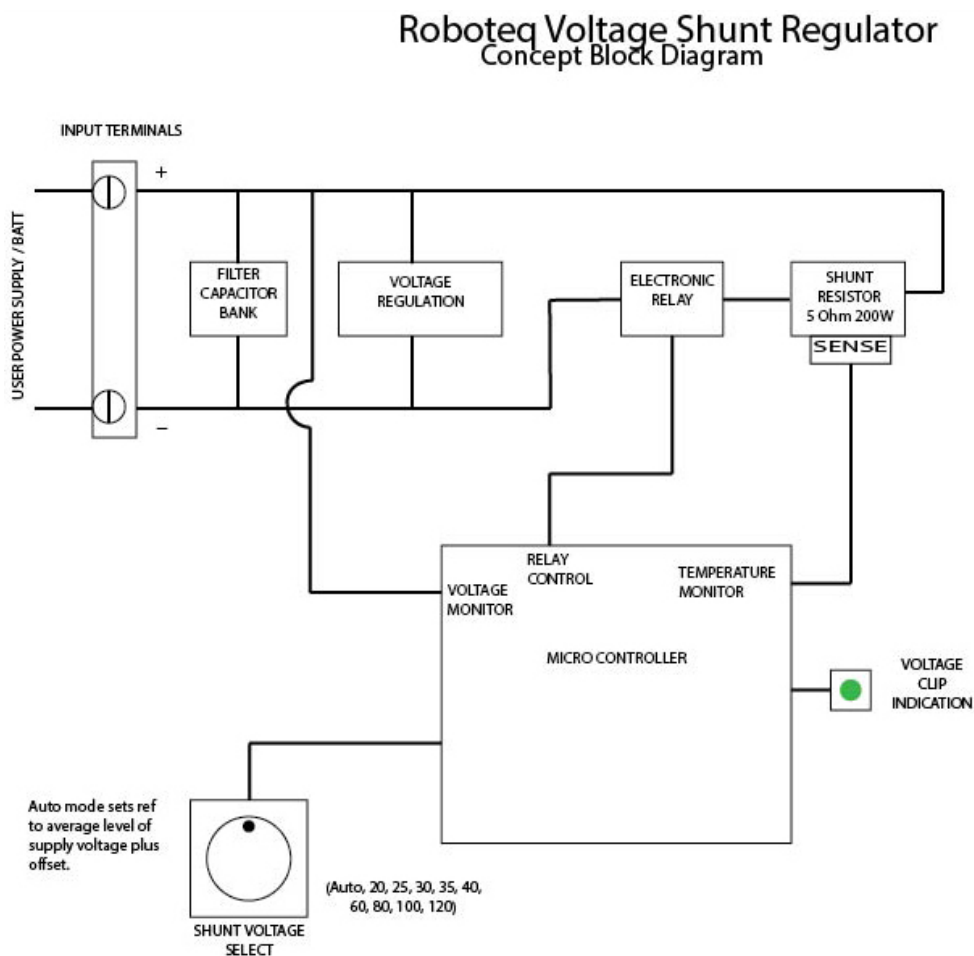 Roboteq Voltage Shunt Regulator
Concept Block Diagram
INPUT TERMINALS
+
USER POWER SUPPLY / BATT
FILTER
CAPACITOR
BANK
VOLTAGE
REGULATION
ELECTRONIC
RELAY
SHUNT
RESISTOR
5 Ohm 200W
SENSE
–
RELAY
CONTROL
TEMPERATURE
MONITOR
VOLTAGE
MONITOR
MICRO CONTROLLER
VOLTAGE
CLIP
INDICATION
Auto mode sets ref
to average level of
supply voltage plus
offset.
(Auto, 20, 25, 30, 35, 40,
60, 80, 100, 120)
SHUNT VOLTAGE
SELECT